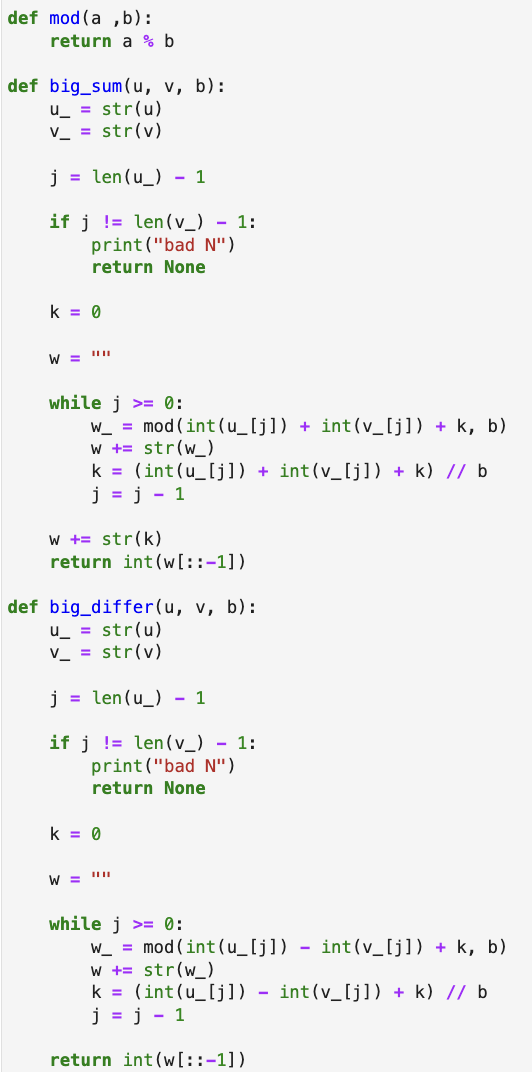 def mod(a ,b):
    return a % b

def big_sum(u, v, b):
    u_ = str(u)
    v_ = str(v)

    j = len(u_) - 1

    if j != len(v_) - 1:
        print("bad N")
        return None

    k = 0

    w = ""

    while j >= 0:
        w_ = mod(int(u_[j]) + int(v_[j]) + k, b)
        w += str(w_)
        k = (int(u_[j]) + int(v_[j]) + k) // b
        j = j - 1

    w += str(k)
    return int(w[::-1])

def big_differ(u, v, b):
    u_ = str(u)
    v_ = str(v)

    j = len(u_) - 1

    if j != len(v_) - 1:
        print("bad N")
        return None

    k = 0

    w = ""

    while j >= 0:
        w_ = mod(int(u_[j]) - int(v_[j]) + k, b)
        w += str(w_)
        k = (int(u_[j]) - int(v_[j]) + k) // b
        j = j - 1

    return int(w[::-1])